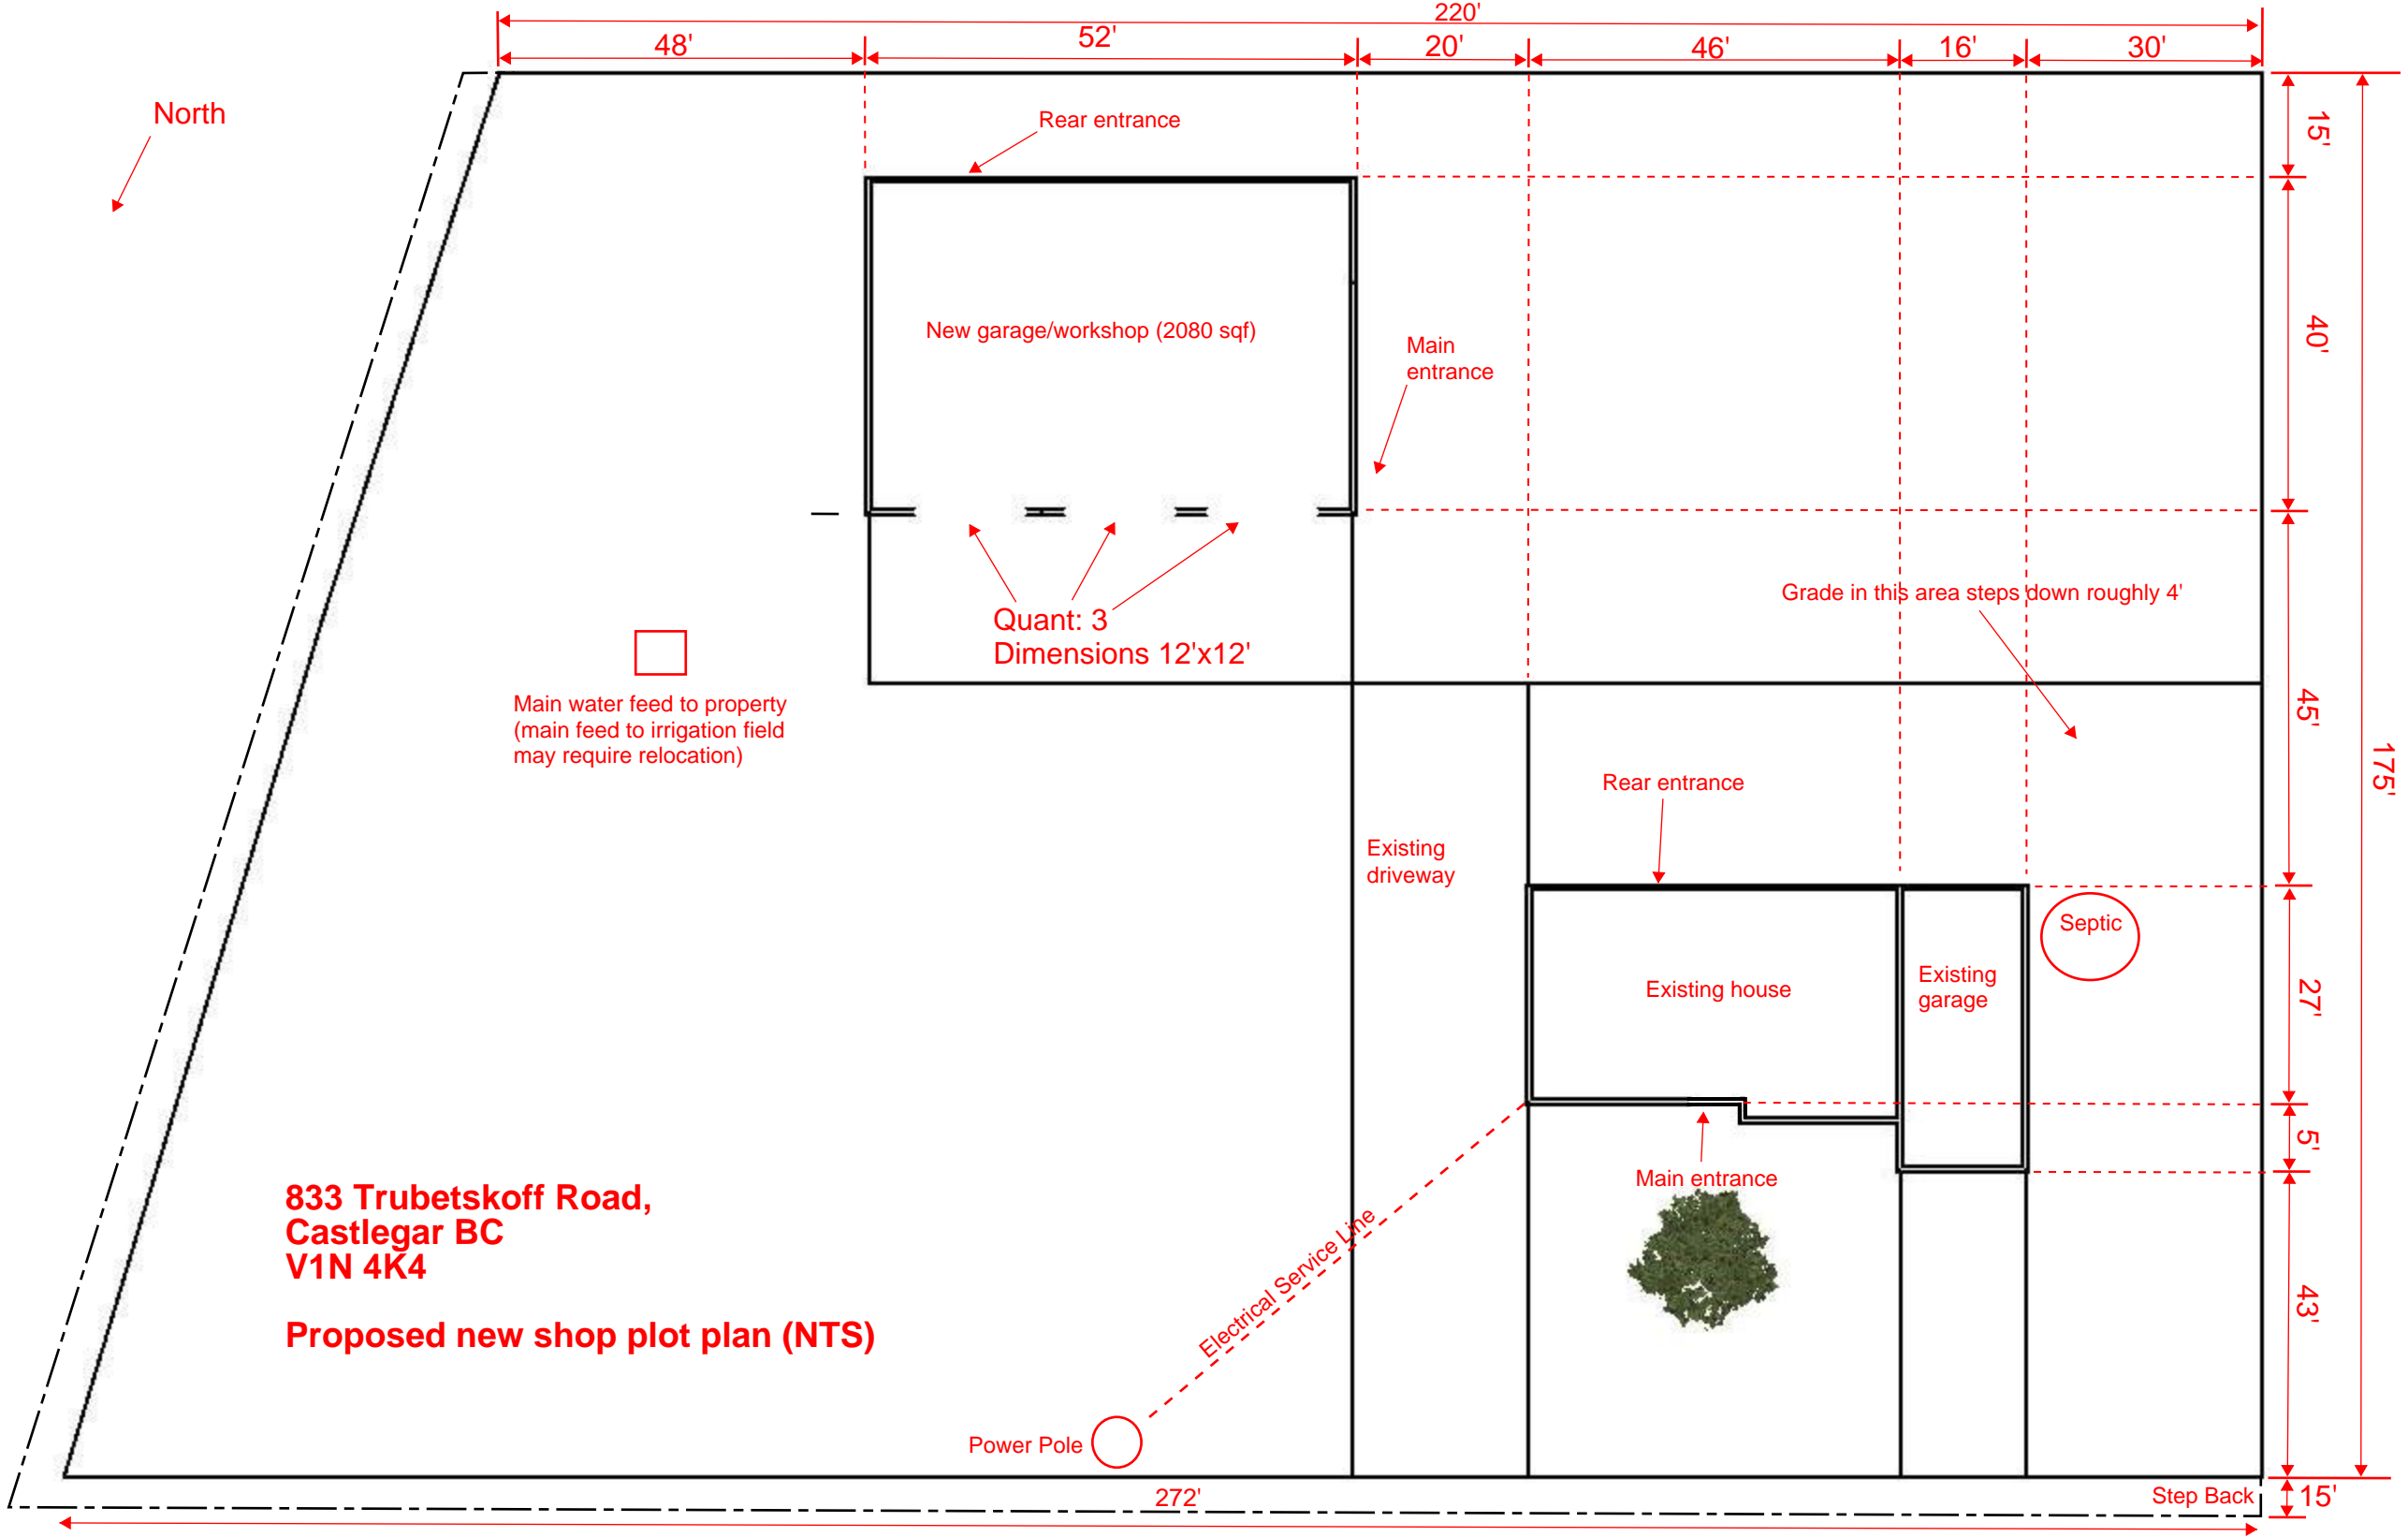 220'
48'
52'
20'
46'
16'
30'
North
Rear entrance
15'
New garage/workshop (2080 sqf)
Main
entrance
40'
Quant: 3
Dimensions 12'x12'
Grade in this area steps down roughly 4'
Main water feed to property
(main feed to irrigation field
may require relocation)
45'
175'
Rear entrance
Existing
driveway
Septic
Existing house
Existing
garage
27'
5'
Main entrance
833 Trubetskoff Road,
Castlegar BC
V1N 4K4
Proposed new shop plot plan (NTS)
Electrical Service Line
43'
Power Pole
272'
Step Back
15'